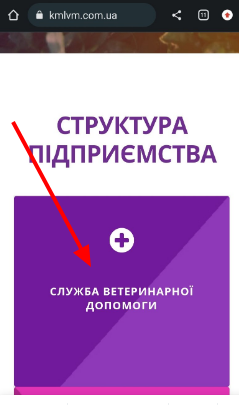 kmlvm.com.ua
11
СТРУКТУРА
ПІДПРИЄМСТВА
СЛУЖБА ВЕТЕРИНАРНОЇ
ДОПОМОГИ